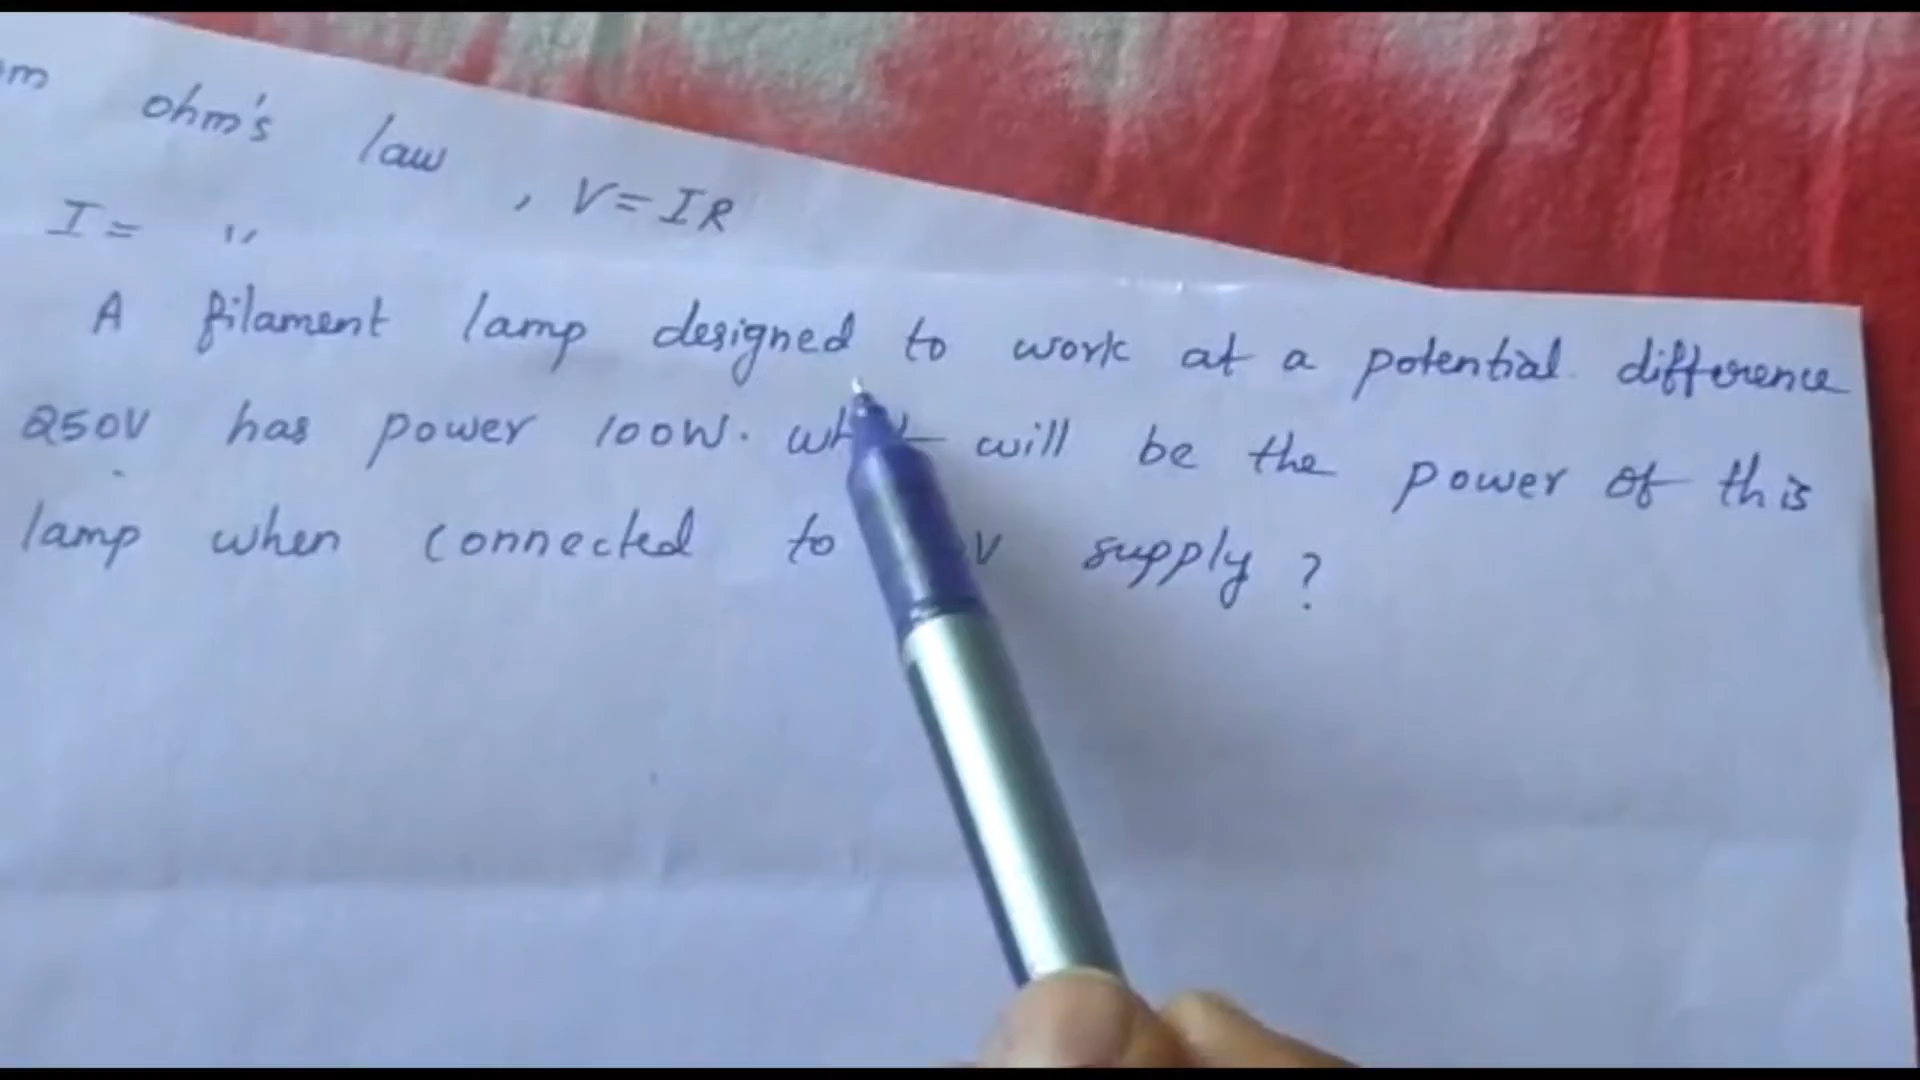 ohm's law, V=IR
I= "
A filament lamp designed to work at a potential difference
250V has power 100W. will be the power of this
lamp when connected to V supply?